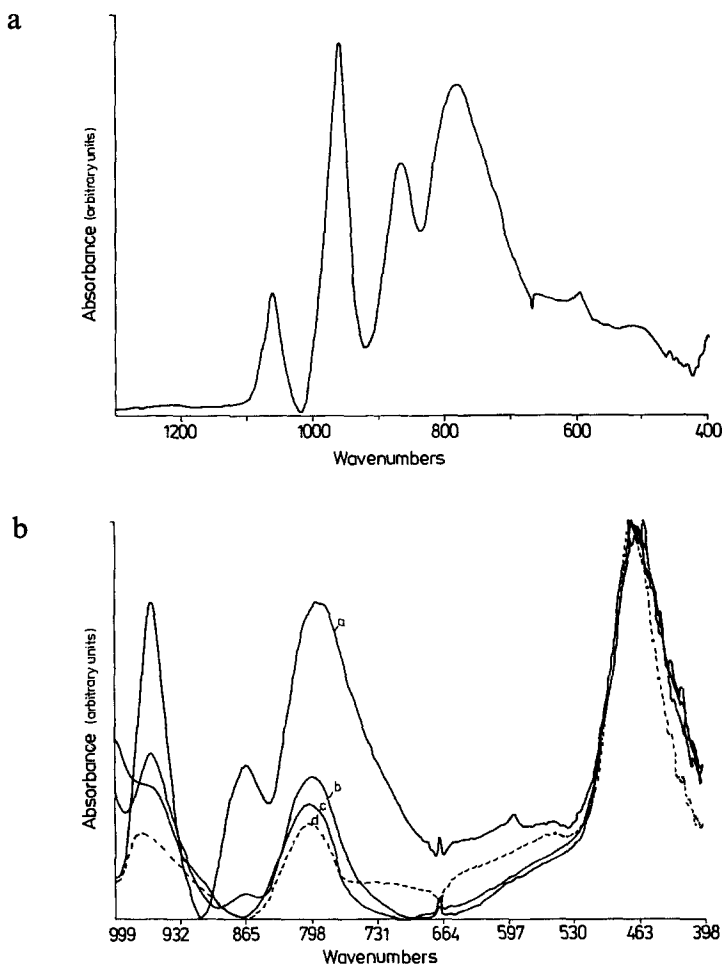 a
Absorbance (arbitrary units)
1200 1000 800 600 400
Wavenumbers
b
Absorbance (arbitrary units)
a
b
c
d
999 932 865 798 731 664 597 530 463 398
Wavenumbers